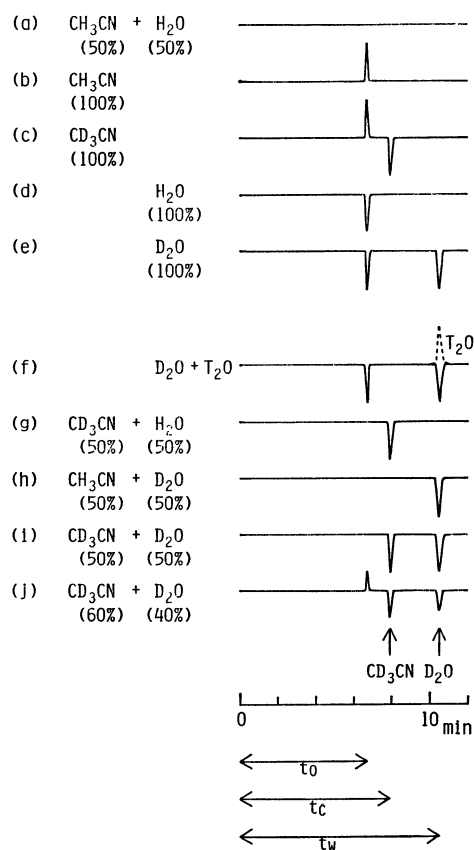 (a) CH₃CN + H₂O
(50%) (50%)
(b) CH₃CN
(100%)
(c) CD₃CN
(100%)
(d) H₂O
(100%)
(e) D₂O
(100%)
T₂O
(f) D₂O + T₂O
(g) CD₃CN + H₂O
(50%) (50%)
(h) CH₃CN + D₂O
(50%) (50%)
(i) CD₃CN + D₂O
(50%) (50%)
(j) CD₃CN + D₂O
(60%) (40%)
CD₃CN D₂O
0 10 min
t₀
tc
tw